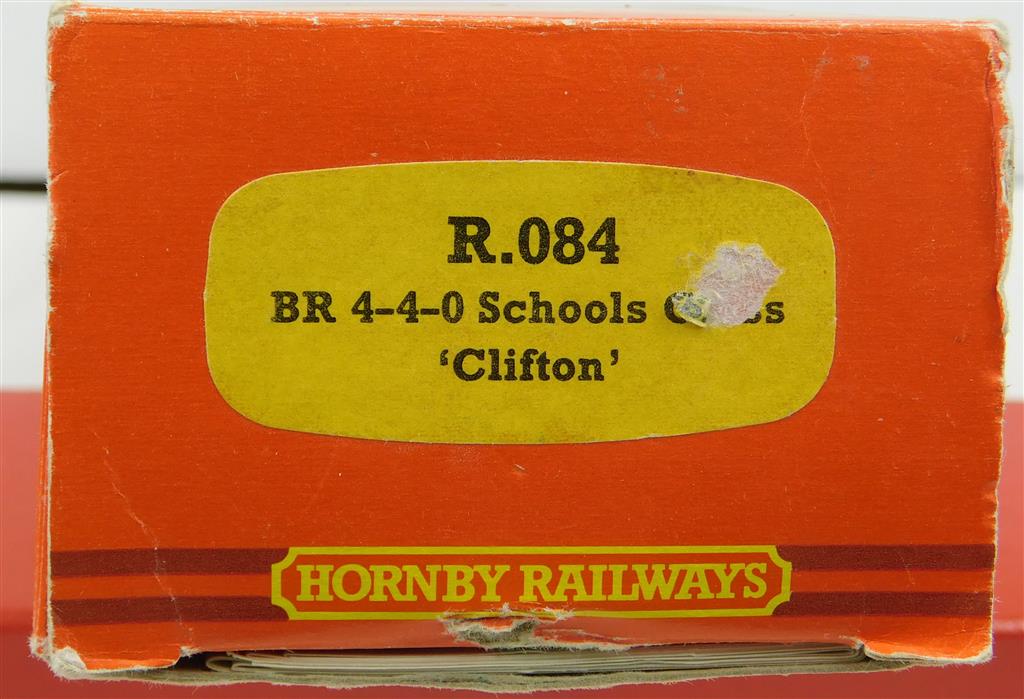 R.084
BR 4-4-0 Schools
'Clifton'
HORNBY RAILWAYS